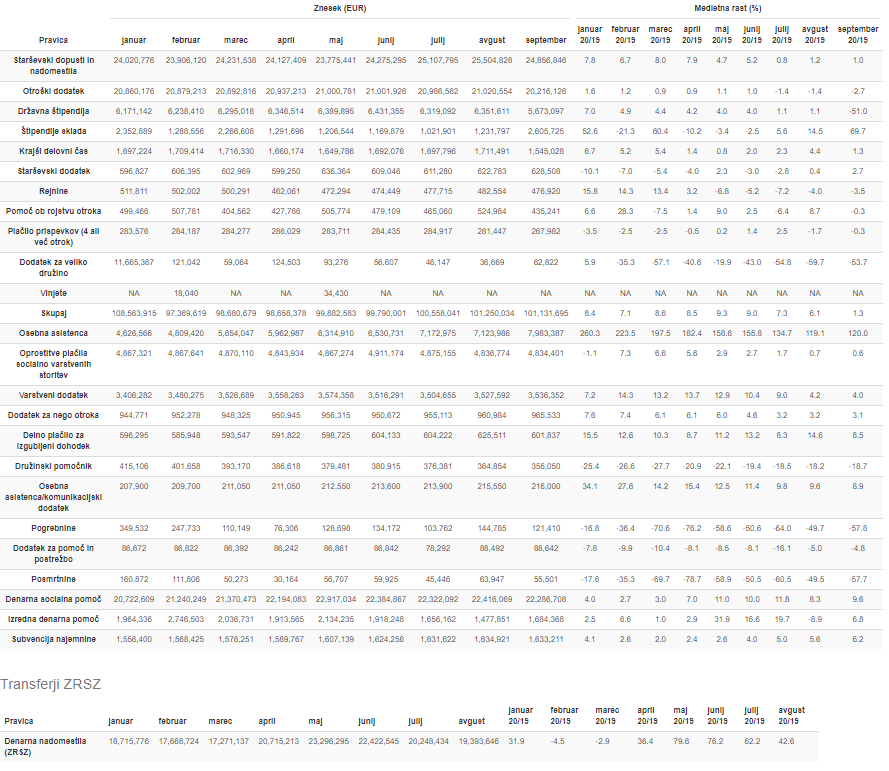 Znesek (EUR) Medletna rast (%)
Pravica januar februar marec april maj junij julij avgust september januar 20/19 februar 20/19 marec 20/19 april 20/19 maj 20/19 junij 20/19 julij 20/19 avgust 20/19 september 20/19
Starševski dopusti in nadomestila 24,020,776 23,906,120 24,231,538 24,127,409 23,775,441 24,275,295 25,107,795 25,504,828 24,856,846 7.8 6.7 8.0 7.9 4.7 5.2 0.8 1.2 1.0
Otroški dodatek 20,860,176 20,879,213 20,892,816 20,937,213 21,000,781 21,001,926 20,986,562 21,020,554 20,216,126 1.6 1.2 0.9 0.9 1.1 1.0 -1.4 -1.4 -2.7
Državna štipendija 6,171,142 6,238,410 6,295,018 6,346,514 6,389,895 6,431,355 6,319,092 6,351,611 5,673,097 7.0 4.9 4.4 4.2 4.0 4.0 1.1 1.1 -51.0
Štipendije sklada 2,352,889 1,288,556 2,266,608 1,291,696 1,206,544 1,169,879 1,021,901 1,231,797 2,605,725 52.6 -21.3 60.4 -10.2 -3.4 -2.5 5.6 14.5 69.7
Krajši delovni čas 1,697,224 1,709,414 1,716,330 1,660,174 1,649,786 1,692,076 1,697,796 1,711,491 1,545,028 6.7 5.2 5.4 1.4 0.8 2.0 2.3 4.4 1.3
Starševski dodatek 596,827 606,395 602,969 599,250 636,364 609,046 611,280 622,783 628,508 -10.1 -7.0 -5.4 -4.0 2.3 -3.0 -2.8 0.4 2.7
Rejnine 511,811 502,002 500,291 462,061 472,294 474,449 477,715 482,554 476,920 15.8 14.3 13.4 3.2 -6.8 -5.2 -7.2 -4.0 -3.5
Pomoč ob rojstvu otroka 499,466 507,781 404,562 427,786 505,774 479,109 465,060 524,984 435,241 6.6 28.3 -7.5 1.4 9.0 2.5 -6.4 8.7 -0.3
Plačilo prispevkov (4 ali več otrok) 283,576 284,187 284,277 286,029 283,711 284,435 284,917 281,447 267,982 -3.5 -2.5 -2.5 -0.5 0.2 1.4 2.5 -1.7 -0.3
Dodatek za veliko družino 11,665,367 121,042 59,064 124,503 93,276 56,607 46,147 36,669 62,822 5.9 -35.3 -57.1 -40.6 -19.9 -43.0 -54.8 -59.7 -53.7
Vinjete NA 18,040 NA NA 34,430 NA NA NA NA NA NA NA NA NA NA NA NA NA
Skupaj 108,563,915 97,369,619 98,680,679 98,658,378 99,882,583 99,790,001 100,558,041 101,250,034 101,131,695 8.4 7.1 8.6 8.5 9.3 9.0 7.3 6.1 1.3
Osebna asistenca 4,626,566 4,809,420 5,654,047 5,962,987 6,314,910 6,530,731 7,172,975 7,123,986 7,983,387 260.3 223.5 197.5 182.4 158.6 155.8 134.7 119.1 120.0
Oprostitve plačila socialno varstvenih storitev 4,867,321 4,867,641 4,870,110 4,843,934 4,867,274 4,911,174 4,875,155 4,836,774 4,834,401 -1.1 7.3 6.6 5.6 2.9 2.7 1.7 0.7 0.6
Varstveni dodatek 3,406,282 3,480,275 3,526,689 3,558,263 3,574,358 3,516,291 3,504,655 3,527,592 3,536,352 7.2 14.3 13.2 13.7 12.9 10.4 9.0 4.2 4.0
Dodatek za nego otroka 944,771 952,278 948,325 950,945 956,315 950,672 955,113 960,984 965,533 7.6 7.4 6.1 6.1 6.0 4.6 3.2 3.2 3.1
Delno plačilo za izgubljeni dohodek 596,295 585,948 593,547 591,822 598,725 604,133 604,222 625,511 601,837 15.5 12.6 10.3 8.7 11.2 13.2 8.3 14.6 8.5
Družinski pomočnik 415,106 401,658 393,170 386,618 379,481 380,915 376,381 364,854 356,050 -25.4 -26.6 -27.7 -20.9 -22.1 -19.4 -18.5 -18.2 -18.7
Osebna asistenca/komunikacijski dodatek 207,900 209,700 211,050 211,050 212,550 213,600 213,900 215,550 216,000 34.1 27.6 14.2 15.4 12.5 11.4 9.8 9.6 8.9
Pogrebnine 349,532 247,733 110,149 76,306 128,698 134,172 103,762 144,785 121,410 -16.8 -36.4 -70.6 -76.2 -58.6 -50.6 -64.0 -49.7 -57.8
Dodatek za pomoč in postrežbo 86,672 86,822 86,392 86,242 86,861 86,842 78,292 88,492 88,642 -7.8 -9.9 -10.4 -8.1 -8.5 -8.1 -16.1 -5.0 -4.8
Posmrtnine 160,872 111,806 50,273 30,164 56,707 59,925 45,446 63,947 55,501 -17.6 -35.3 -69.7 -78.7 -58.9 -50.5 -60.5 -49.5 -57.7
Denarna socialna pomoč 20,722,609 21,240,249 21,370,473 22,194,083 22,917,034 22,384,867 22,322,092 22,416,069 22,286,708 4.0 2.7 3.0 7.0 11.0 10.0 11.8 8.3 9.6
Izredna denarna pomoč 1,964,336 2,746,503 2,036,731 1,913,565 2,134,235 1,918,248 1,656,162 1,477,851 1,684,368 2.5 6.6 1.0 2.9 31.9 16.6 19.7 -8.9 6.8
Subvencija najemnine 1,556,400 1,568,425 1,576,251 1,589,767 1,607,139 1,624,256 1,631,622 1,634,921 1,633,211 4.1 2.6 2.0 2.4 2.6 4.0 5.0 5.6 6.2
Transferji ZRSZ
Pravica januar februar marec april maj junij julij avgust januar 20/19 februar 20/19 marec 20/19 april 20/19 maj 20/19 junij 20/19 julij 20/19 avgust 20/19
Denarna nadomestila (ZRSZ) 18,715,776 17,668,724 17,271,137 20,715,213 23,296,295 22,422,545 20,248,434 19,393,646 31.9 -4.5 -2.9 36.4 79.6 76.2 62.2 42.6